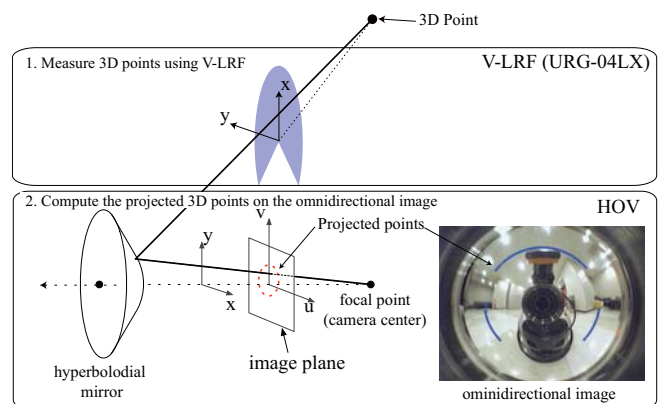 3D Point
1. Measure 3D points using V-LRF
V-LRF (URG-04LX)
x
y
2. Compute the projected 3D points on the omnidirectional image
HOV
v
Projected points
y
x
u
focal point
(camera center)
image plane
hyperbolodial
mirror
ominidirectional image